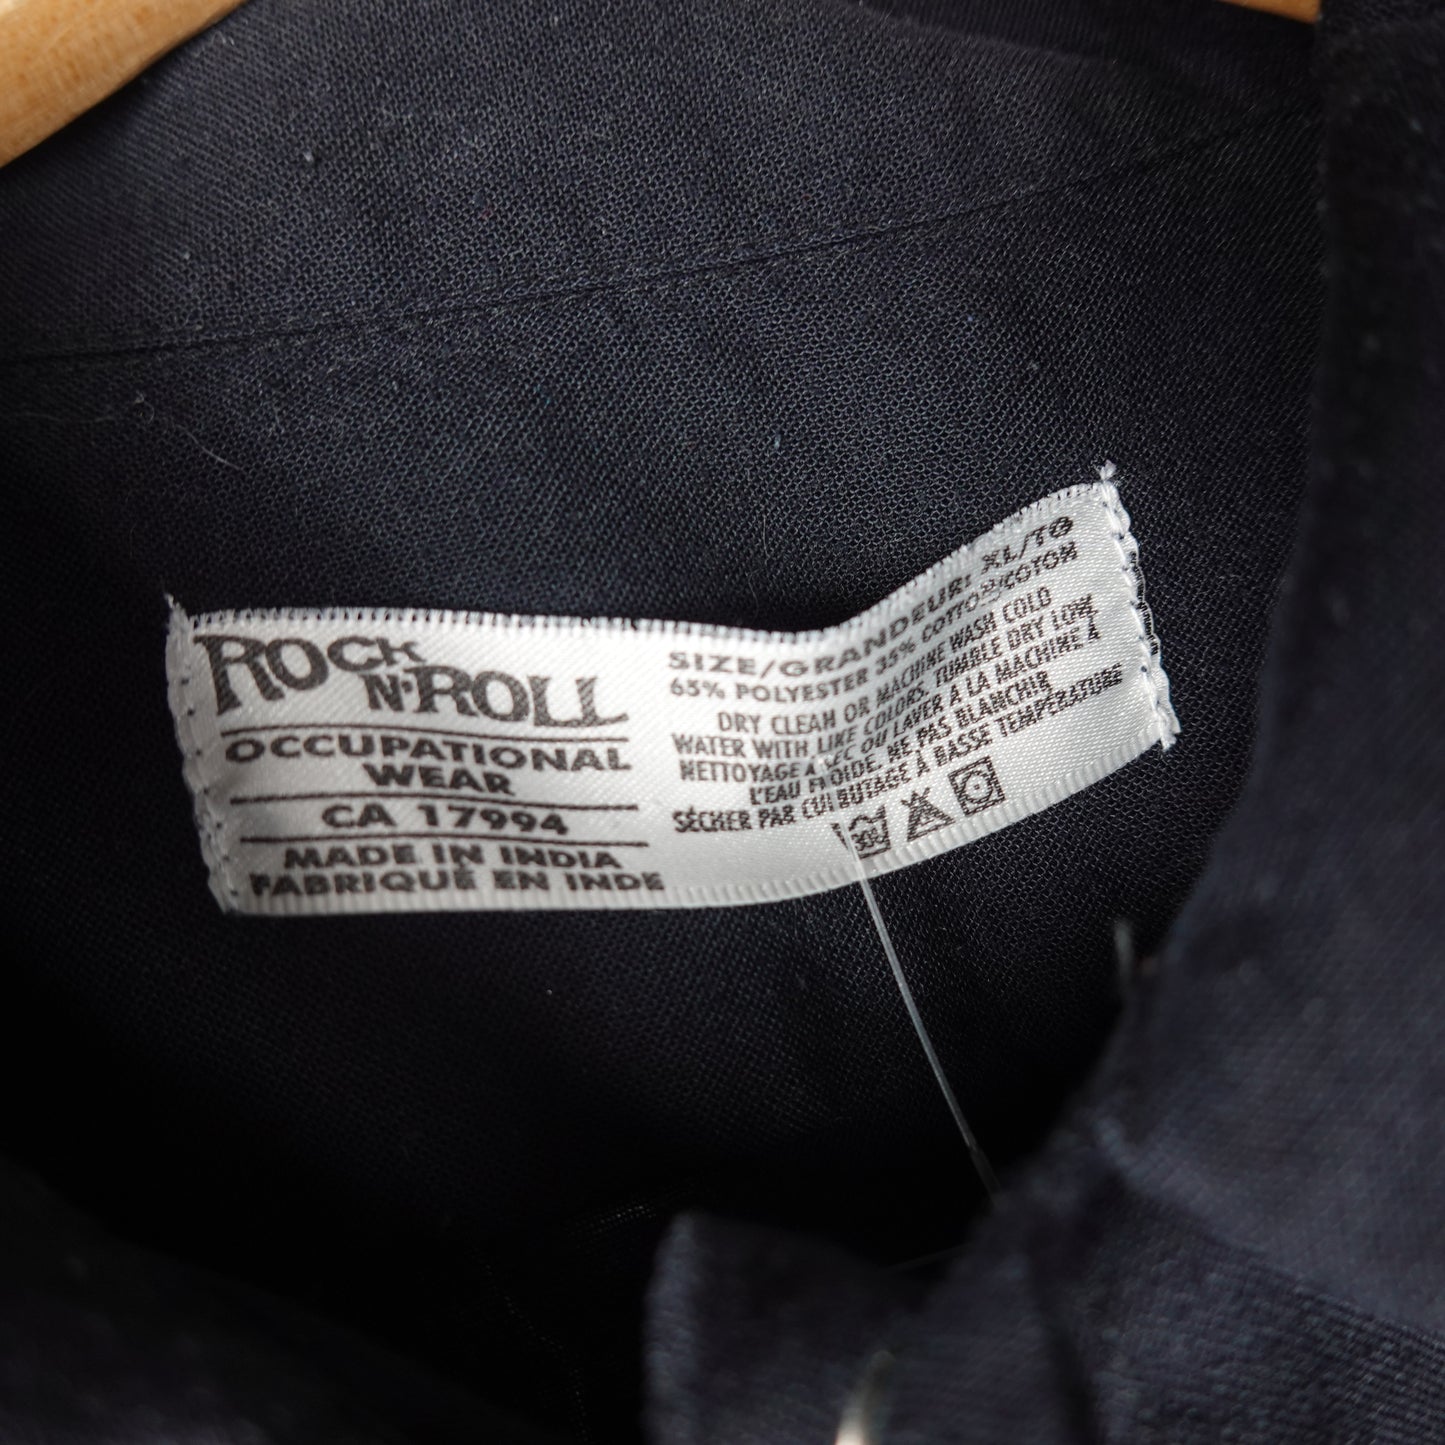 ROCK
N'ROLL
OCCUPATIONAL
WEAR
CA 17994
MADE IN INDIA
FABRIQUÉ EN INDE
SIZE/GRANDEUR: XL/TG
65% POLYESTER 35% COTTON/COTON
DRY CLEAN OR MACHINE WASH COLD
WATER WITH LIKE COLORS. TUMBLE DRY LOW.
NETTOYAGE À SEC OU LAVER A LA MACHINE À
L'EAU FROIDE. NE PAS BLANCHIR
SÉCHER PAR CULBUTAGE À BASSE TEMPÉRATURE
30